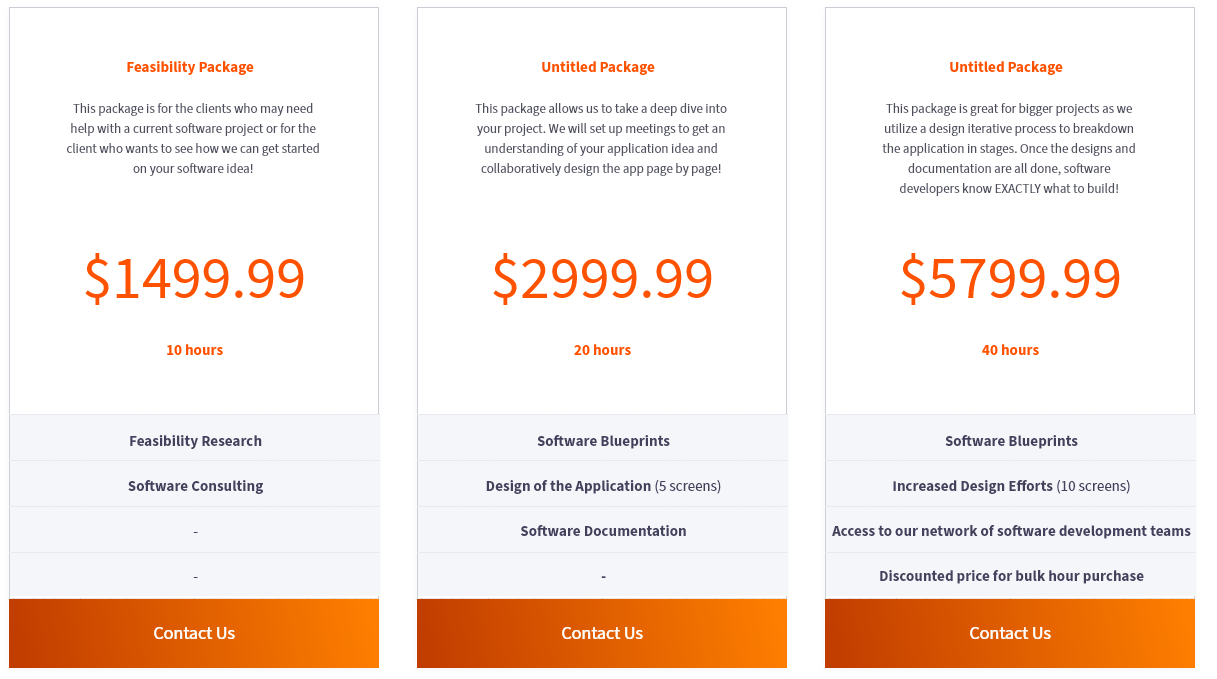 Feasibility Package
This package is for the clients who may need
help with a current software project or for the
client who wants to see how we can get started
on your software idea!
$1499.99
10 hours
Feasibility Research
Software Consulting
-
-
Contact Us
Untitled Package
This package allows us to take a deep dive into
your project. We will set up meetings to get an
understanding of your application idea and
collaboratively design the app page by page!
$2999.99
20 hours
Software Blueprints
Design of the Application (5 screens)
Software Documentation
-
Contact Us
Untitled Package
This package is great for bigger projects as we
utilize a design iterative process to breakdown
the application in stages. Once the designs and
documentation are all done, software
developers know EXACTLY what to build!
$5799.99
40 hours
Software Blueprints
Increased Design Efforts (10 screens)
Access to our network of software development teams
Discounted price for bulk hour purchase
Contact Us